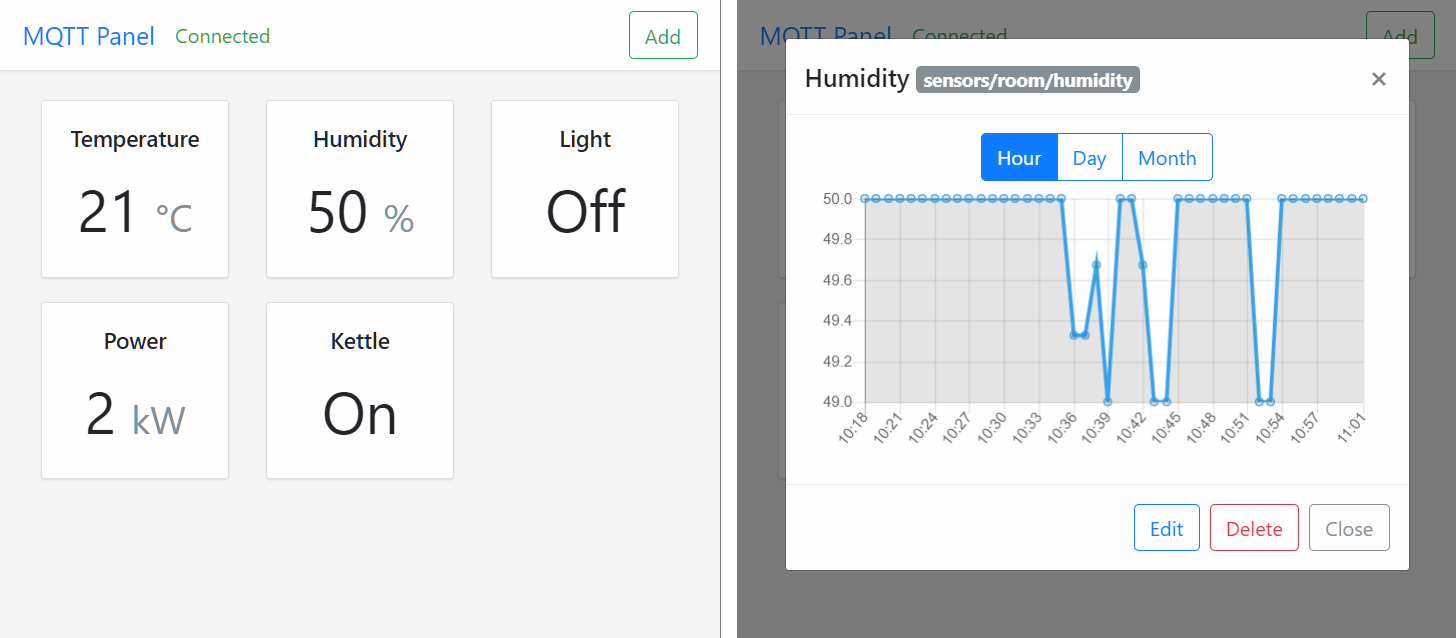 MQTT Panel Connected Add
Temperature Humidity Light
21 °C 50 % Off
Power Kettle
2 kW On
MQTT Panel Connected Add
Humidity sensors/room/humidity ×
Hour Day Month
50.0
49.8
49.6
49.4
49.2
49.0
10:18 10:21 10:24 10:27 10:30 10:33 10:36 10:39 10:42 10:45 10:48 10:51 10:54 10:57 11:01
Edit Delete Close